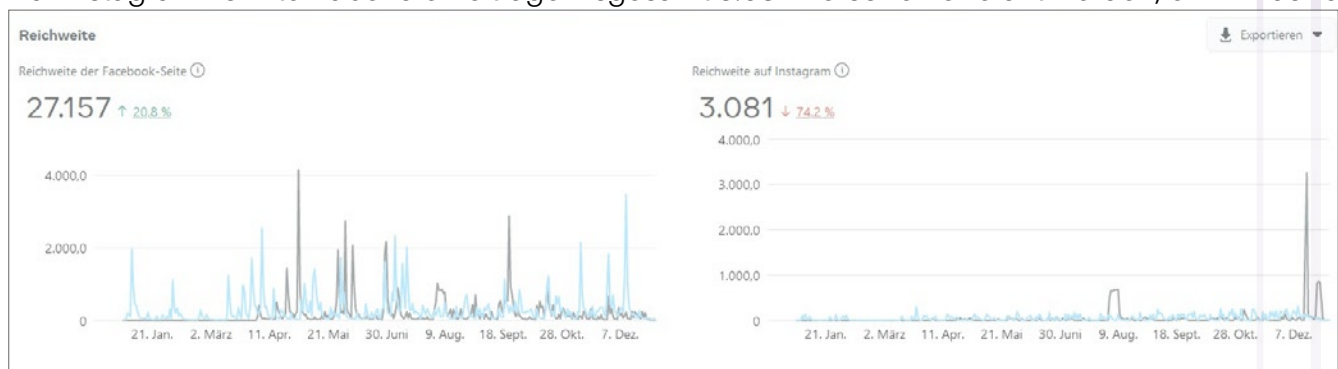 Reichweite
Exportieren
Reichweite der Facebook-Seite
27.157 ↑ 20.8 %
4.000,0
2.000,0
0
21. Jan. 2. März 11. Apr. 21. Mai 30. Juni 9. Aug. 18. Sept. 28. Okt. 7. Dez.
Reichweite auf Instagram
3.081 ↓ 74.2 %
4.000,0
3.000,0
2.000,0
1.000,0
0
21. Jan. 2. März 11. Apr. 21. Mai 30. Juni 9. Aug. 18. Sept. 28. Okt. 7. Dez.